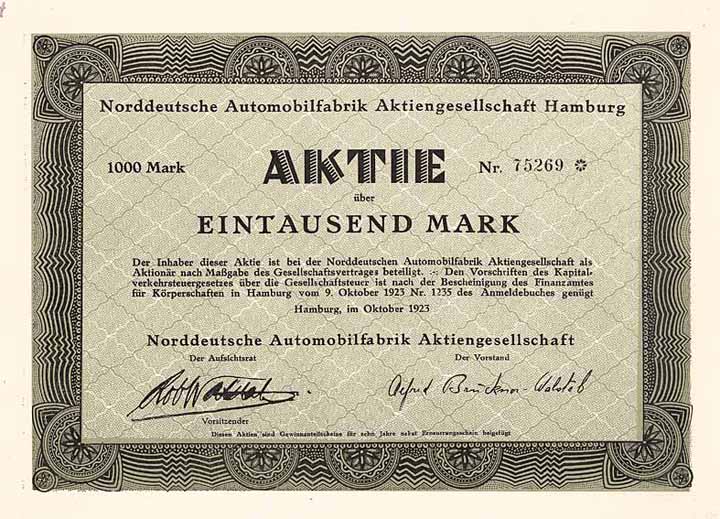 Norddeutsche Automobilfabrik Aktiengesellschaft Hamburg
1000 Mark AKTIE Nr. 75269
über
EINTAUSEND MARK
Der Inhaber dieser Aktie ist bei der Norddeutschen Automobilfabrik Aktiengesellschaft als
Aktionär nach Maßgabe des Gesellschaftsvertrages beteiligt. .-. Den Vorschriften des Kapital-
verkehrsteuergesetzes über die Gesellschaftsteuer ist nach der Bescheinigung des Finanzamtes
für Körperschaften in Hamburg vom 9. Oktober 1923 Nr. 1235 des Anmeldebuches genügt
Hamburg, im Oktober 1923
Norddeutsche Automobilfabrik Aktiengesellschaft
Der Aufsichtsrat Der Vorstand
Alfred
Vorsitzender
Diesen Aktien sind Gewinnanteilscheine für zehn Jahre nebst Erneuerungsschein beigefügt